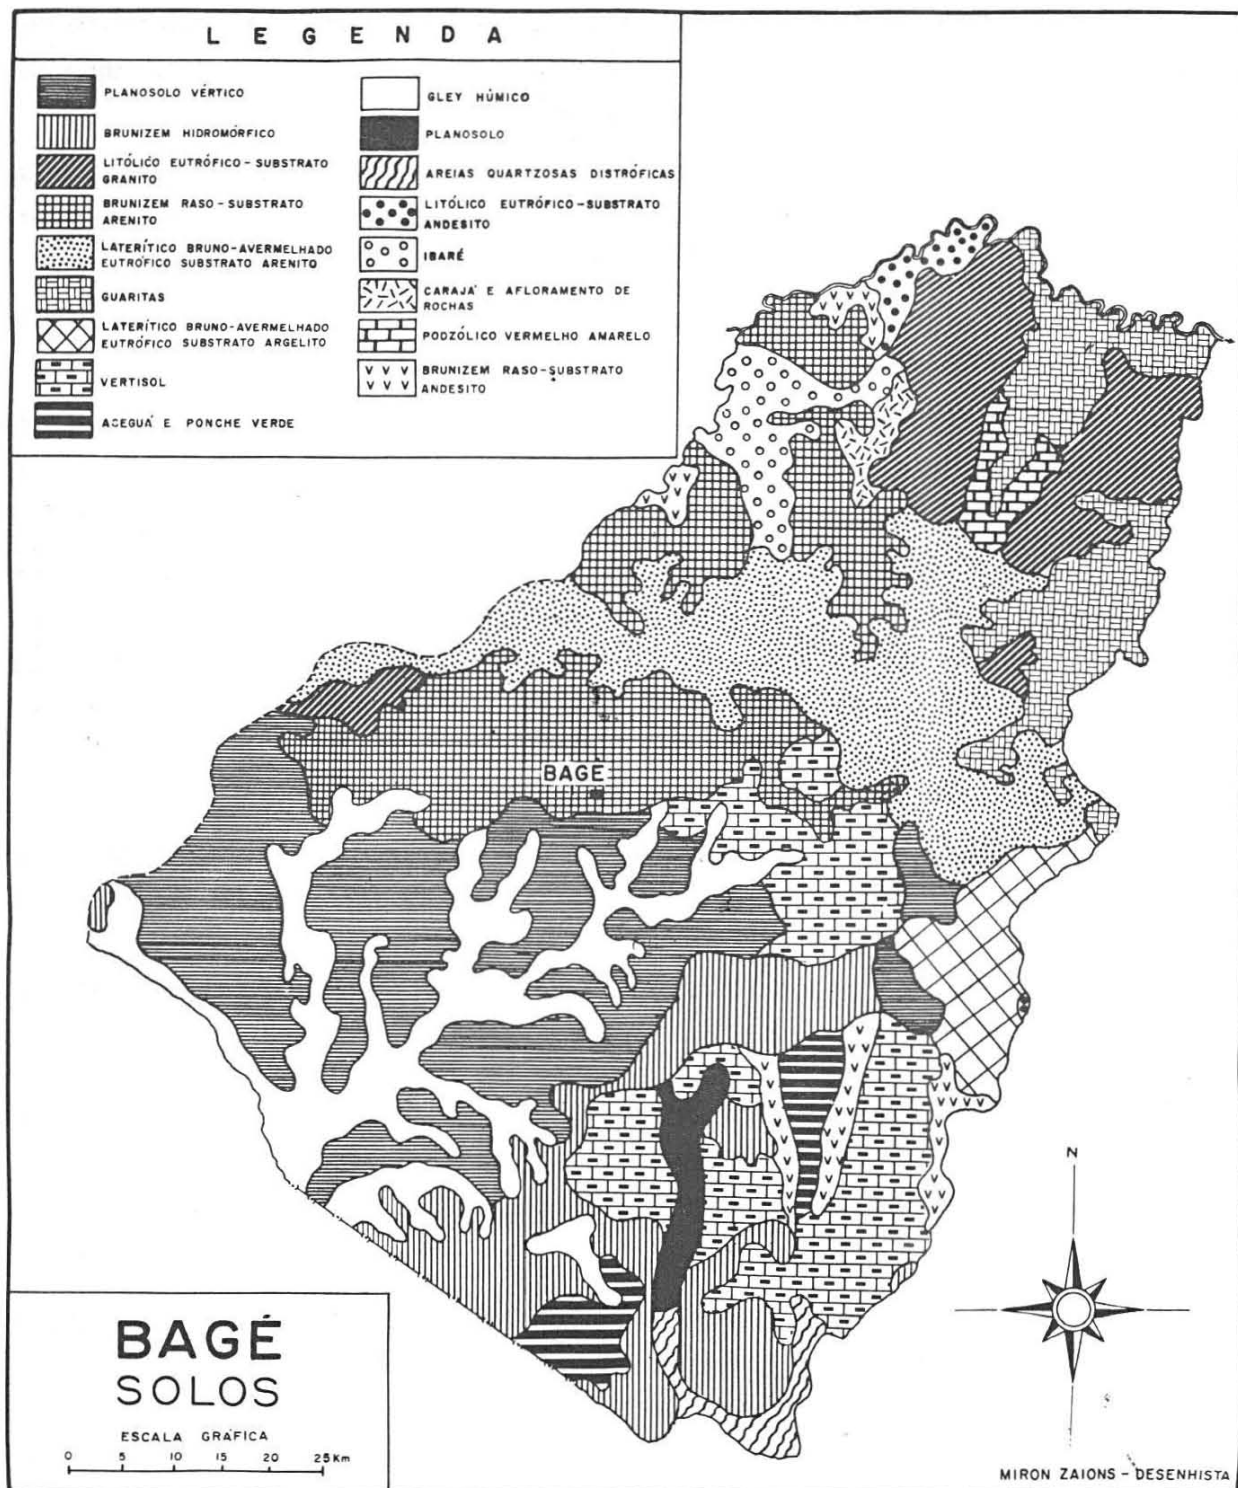 LEGENDA
PLANOSOLO VÉRTICO
BRUNIZEM HIDROMÓRFICO
LITÓLICO EUTRÓFICO-SUBSTRATO
GRANITO
BRUNIZEM RASO-SUBSTRATO
ARENITO
LATERÍTICO BRUNO-AVERMELHADO
EUTRÓFICO SUBSTRATO ARENITO
GUARITAS
LATERÍTICO BRUNO-AVERMELHADO
EUTRÓFICO SUBSTRATO ARGELITO
VERTISOL
ACEGUÁ E PONCHE VERDE
GLEY HÚMICO
PLANOSOLO
AREIAS QUARTZOSAS DISTRÓFICAS
LITÓLICO EUTRÓFICO-SUBSTRATO
ANDESITO
IBARÉ
CARAJÁ E AFLORAMENTO DE
ROCHAS
PODZÓLICO VERMELHO AMARELO
BRUNIZEM RASO-SUBSTRATO
ANDESITO
BAGÉ
N
BAGÉ
SOLOS
ESCALA GRÁFICA
0 5 10 15 20 25 Km
MIRON ZAIONS - DESENHISTA